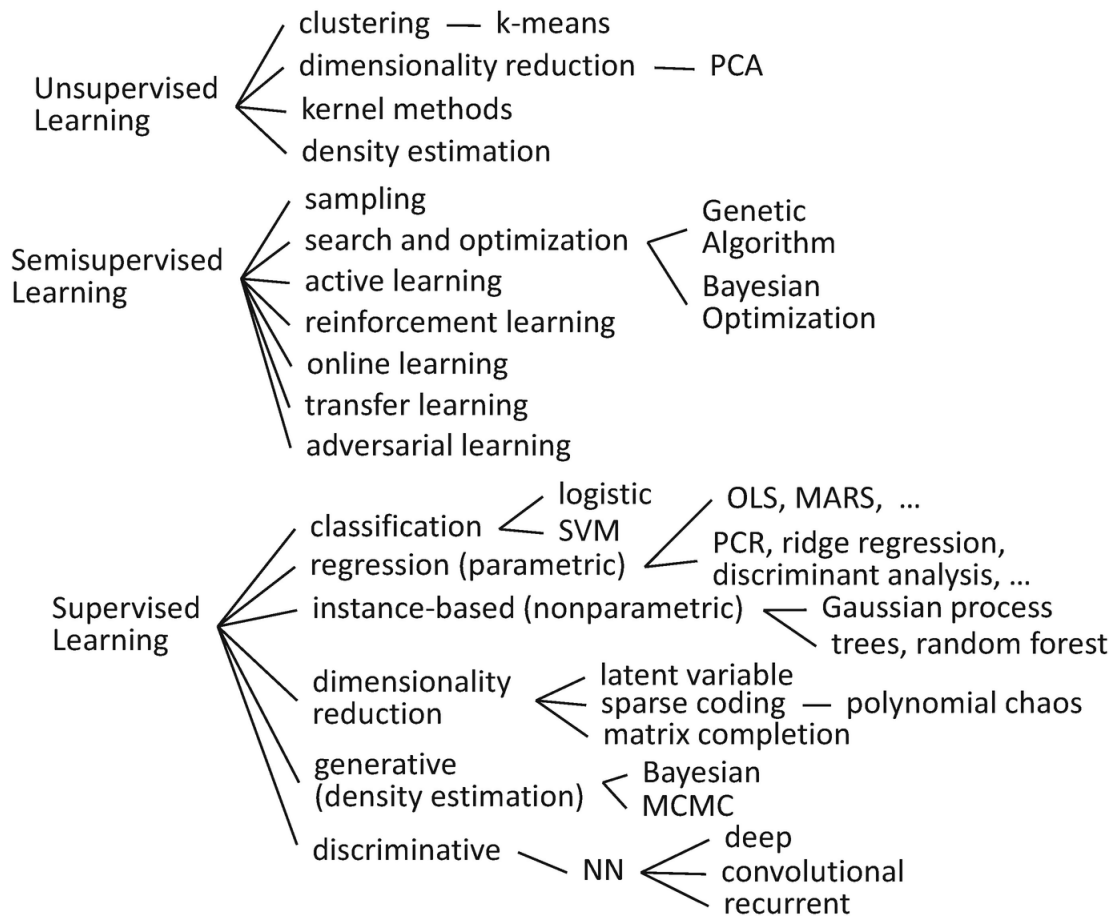 clustering — k-means
dimensionality reduction — PCA
Unsupervised
Learning
kernel methods
density estimation
sampling
search and optimization
Genetic
Algorithm
Bayesian
Optimization
Semisupervised
Learning
active learning
reinforcement learning
online learning
transfer learning
adversarial learning
classification
logistic
SVM
regression (parametric)
OLS, MARS, ...
PCR, ridge regression,
discriminant analysis, ...
Supervised
Learning
instance-based (nonparametric)
Gaussian process
trees, random forest
dimensionality
reduction
latent variable
sparse coding — polynomial chaos
matrix completion
generative
(density estimation)
Bayesian
MCMC
discriminative
NN
deep
convolutional
recurrent